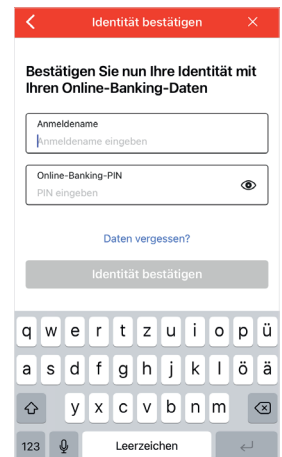 Identität bestätigen
Bestätigen Sie nun Ihre Identität mit
Ihren Online-Banking-Daten
Anmeldename
Anmeldename eingeben
Online-Banking-PIN
PIN eingeben
Daten vergessen?
Identität bestätigen
q w e r t z u i o p ü
a s d f g h j k l ö ä
y x c v b n m
123 Leerzeichen